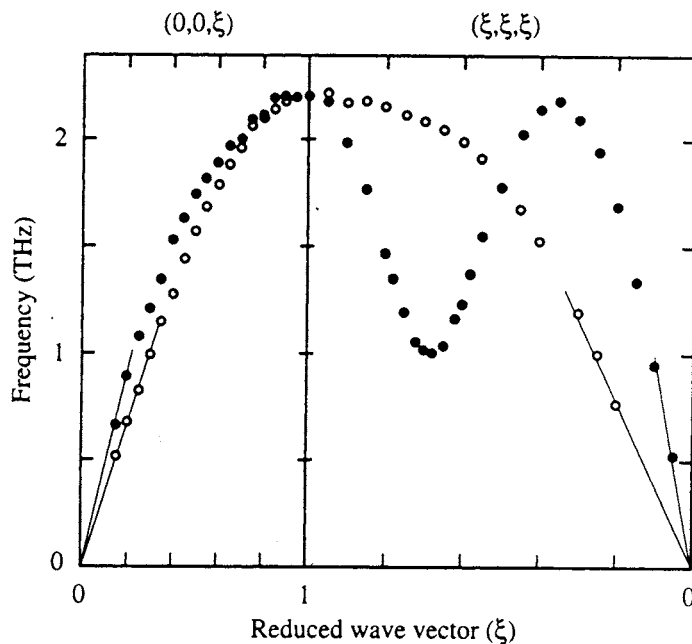 (0,0,ξ) (ξ,ξ,ξ)
2
Frequency (THz)
1
0
0 1 0
Reduced wave vector (ξ)